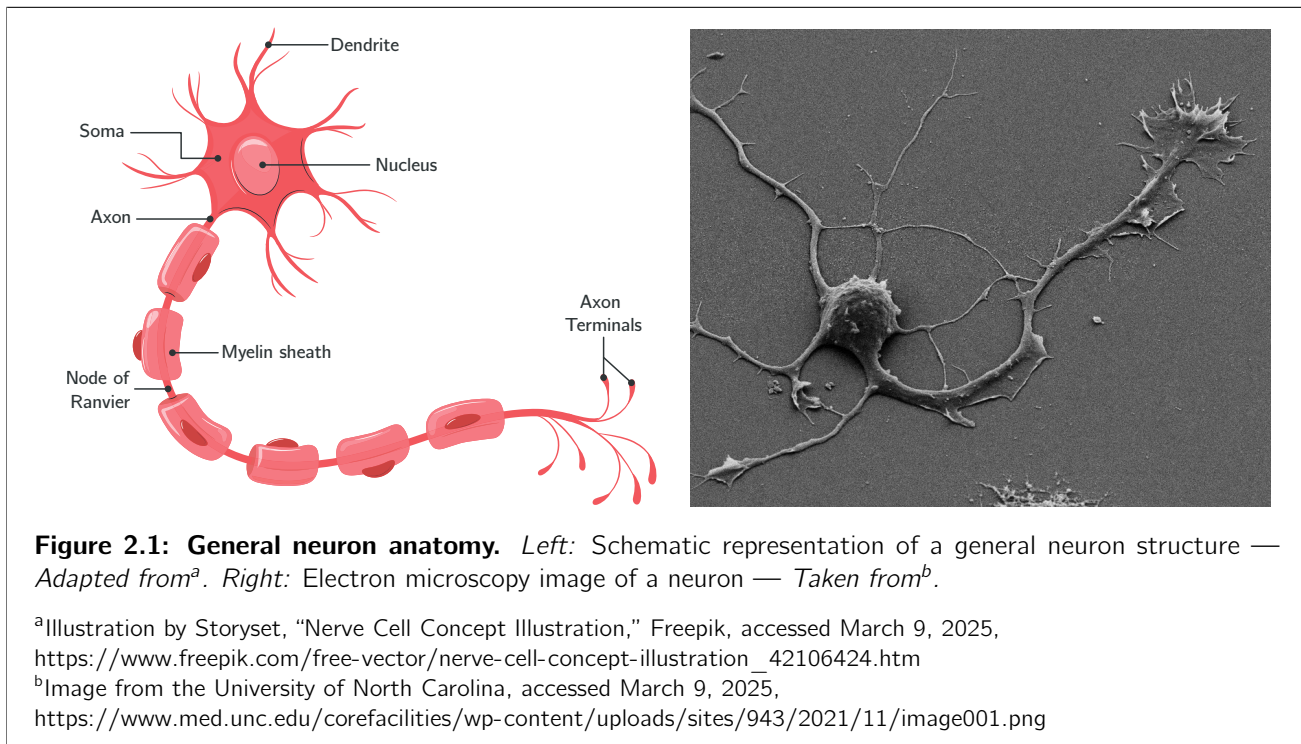 Dendrite
Soma
Nucleus
Axon
Axon
Terminals
Myelin sheath
Node of
Ranvier
Figure 2.1: General neuron anatomy. Left: Schematic representation of a general neuron structure —
Adapted fromᵃ. Right: Electron microscopy image of a neuron — Taken fromᵇ.
ᵃIllustration by Storyset, “Nerve Cell Concept Illustration,” Freepik, accessed March 9, 2025,
https://www.freepik.com/free-vector/nerve-cell-concept-illustration_42106424.htm
ᵇImage from the University of North Carolina, accessed March 9, 2025,
https://www.med.unc.edu/corefacilities/wp-content/uploads/sites/943/2021/11/image001.png